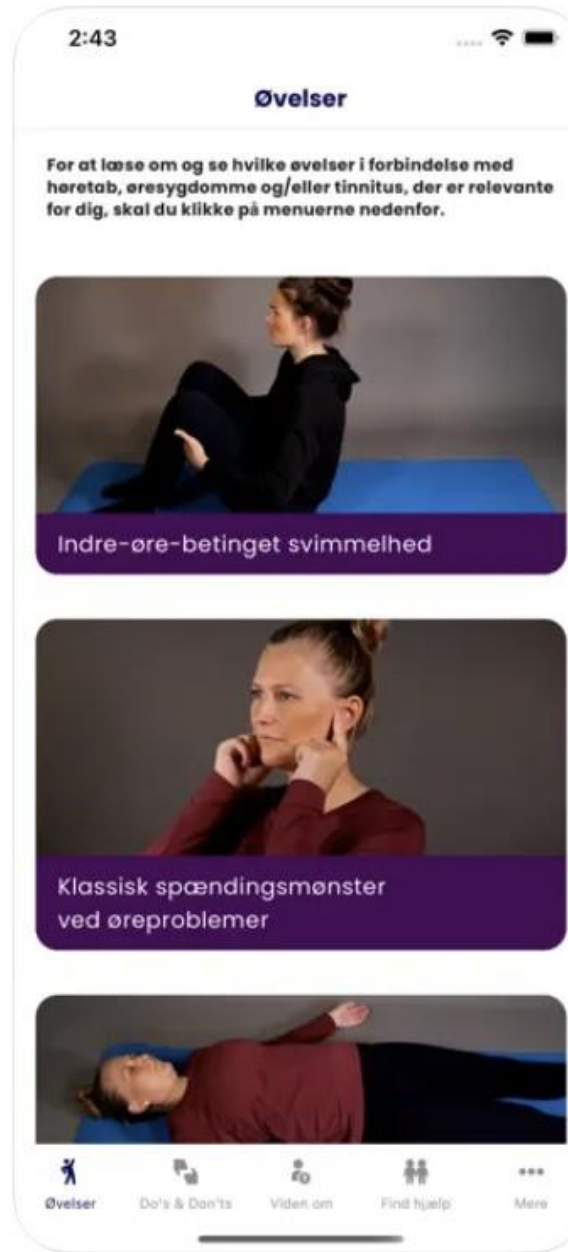 2:43
Øvelser
For at læse om og se hvilke øvelser i forbindelse med
høretab, øresygdomme og/eller tinnitus, der er relevante
for dig, skal du klikke på menuerne nedenfor.
Indre-øre-betinget svimmelhed
Klassisk spændingsmønster
ved øreproblemer
Øvelser
Do's & Don'ts
Viden om
Find hjælp
Mere